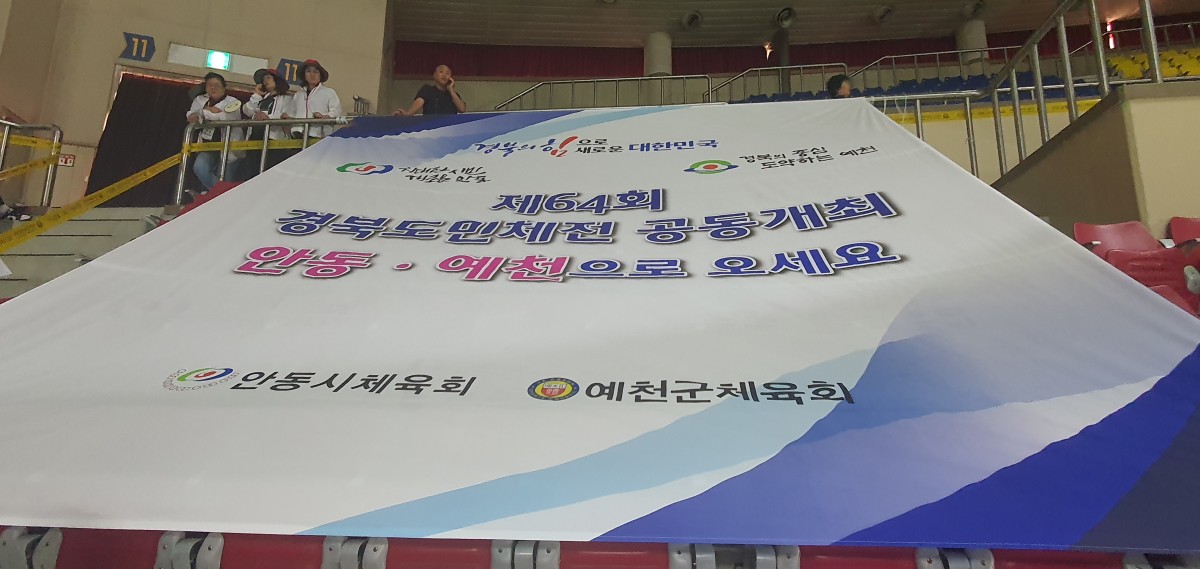 11
11
경북의 힘으로
새로운 대한민국
경북의 중심
도약하는 예천
제64회
경북도민체전 공동개최
안동·예천으로 오세요
안동시체육회
예천군체육회